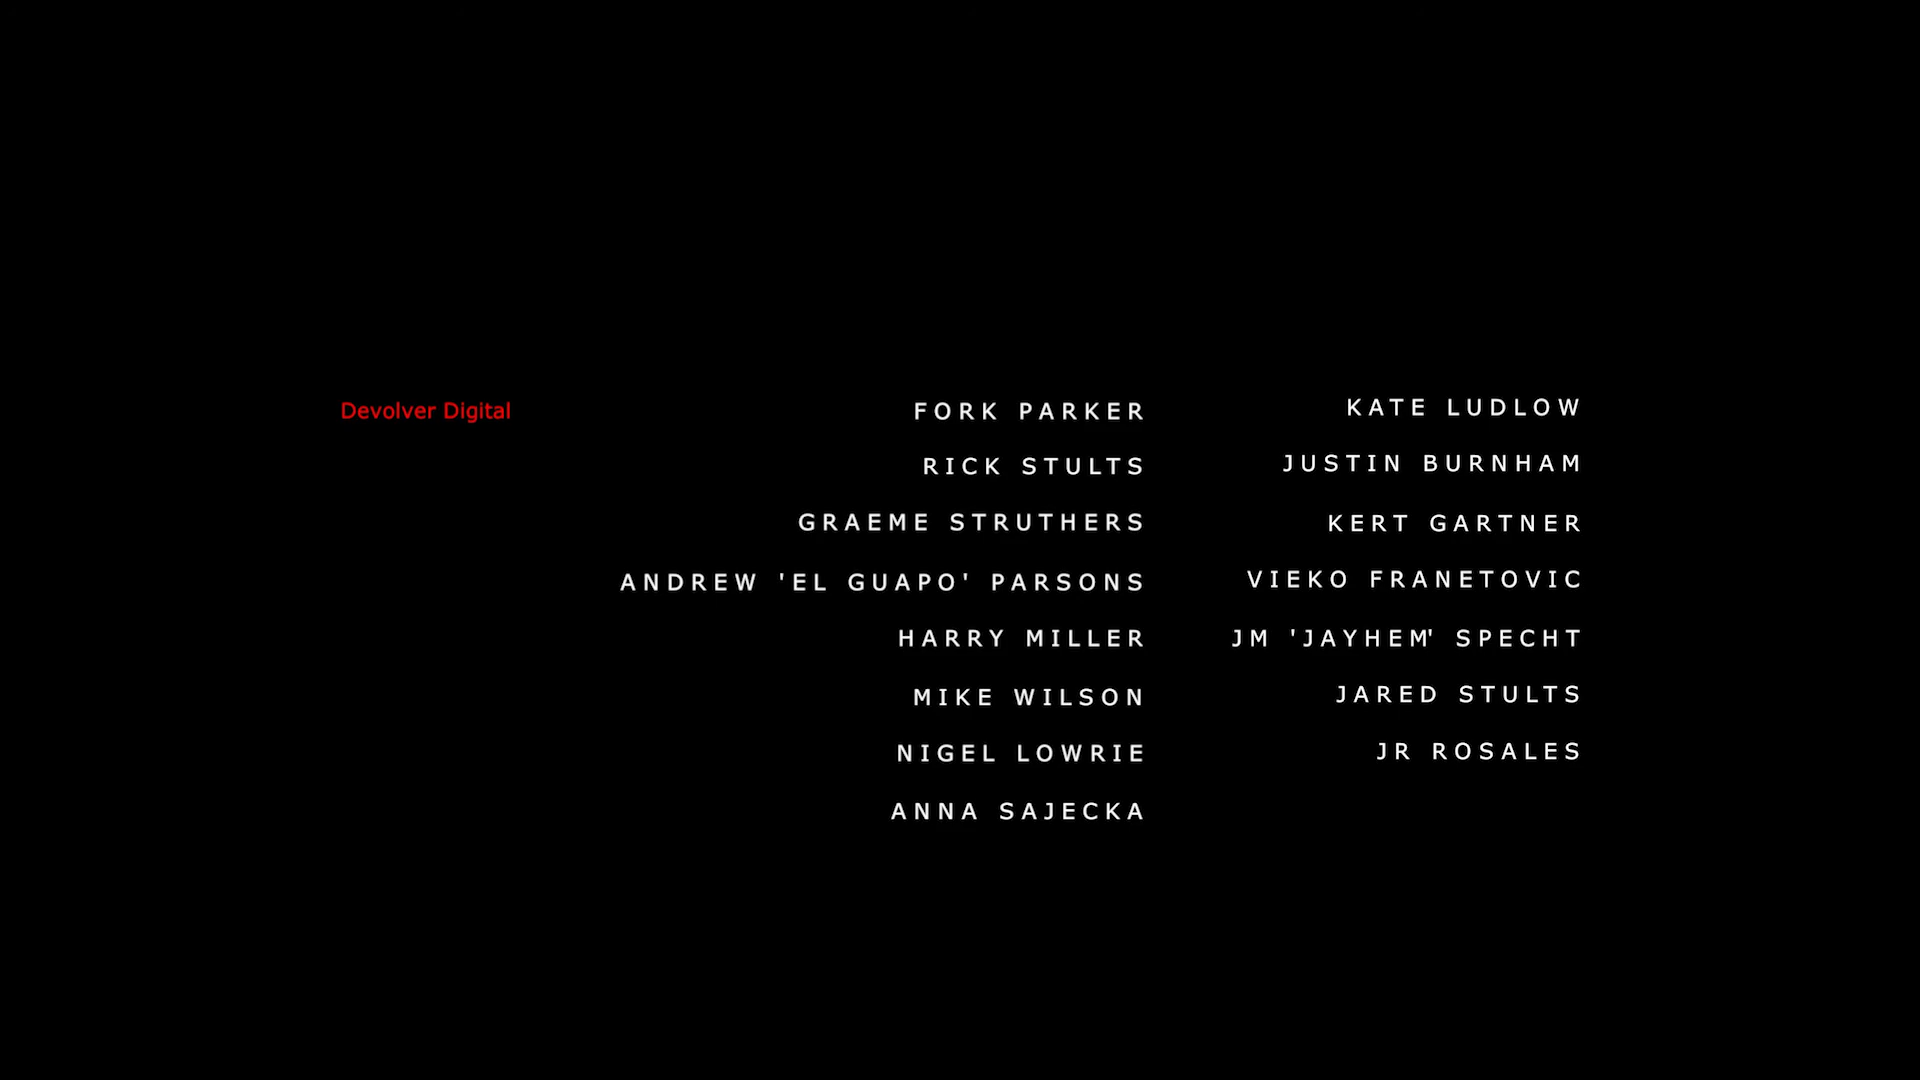 Devolver Digital
FORK PARKER
RICK STULTS
GRAEME STRUTHERS
ANDREW 'EL GUAPO' PARSONS
HARRY MILLER
MIKE WILSON
NIGEL LOWRIE
ANNA SAJECKA
KATE LUDLOW
JUSTIN BURNHAM
KERT GARTNER
VIEKO FRANETOVIC
JM 'JAYHEM' SPECHT
JARED STULTS
JR ROSALES